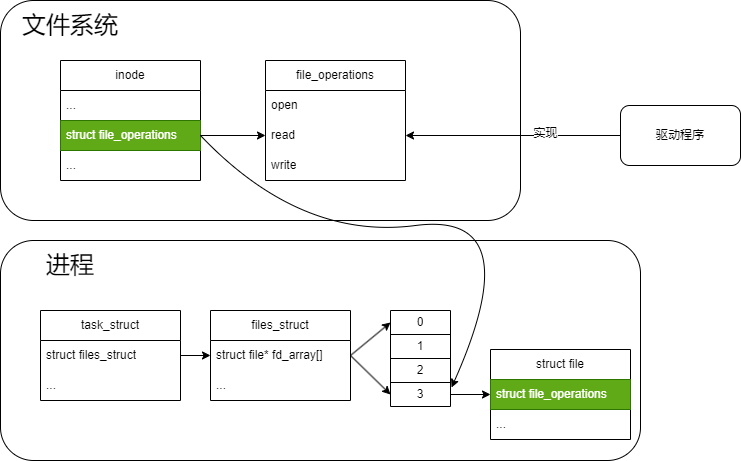 文件系统
inode
...
struct file_operations
...
file_operations
open
read
write
实现
驱动程序
进程
task_struct
struct files_struct
...
files_struct
struct file* fd_array[]
...
0
1
2
3
struct file
struct file_operations
...